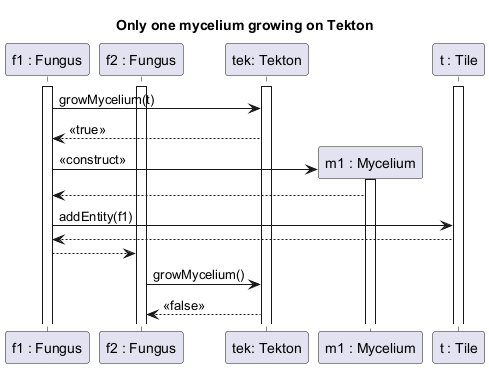 Only one mycelium growing on Tekton
f1 : Fungus
f2 : Fungus
tek: Tekton
t : Tile
growMycelium(t)
«true»
«construct»
m1 : Mycelium
addEntity(f1)
growMycelium()
«false»
f1 : Fungus
f2 : Fungus
tek: Tekton
m1 : Mycelium
t : Tile